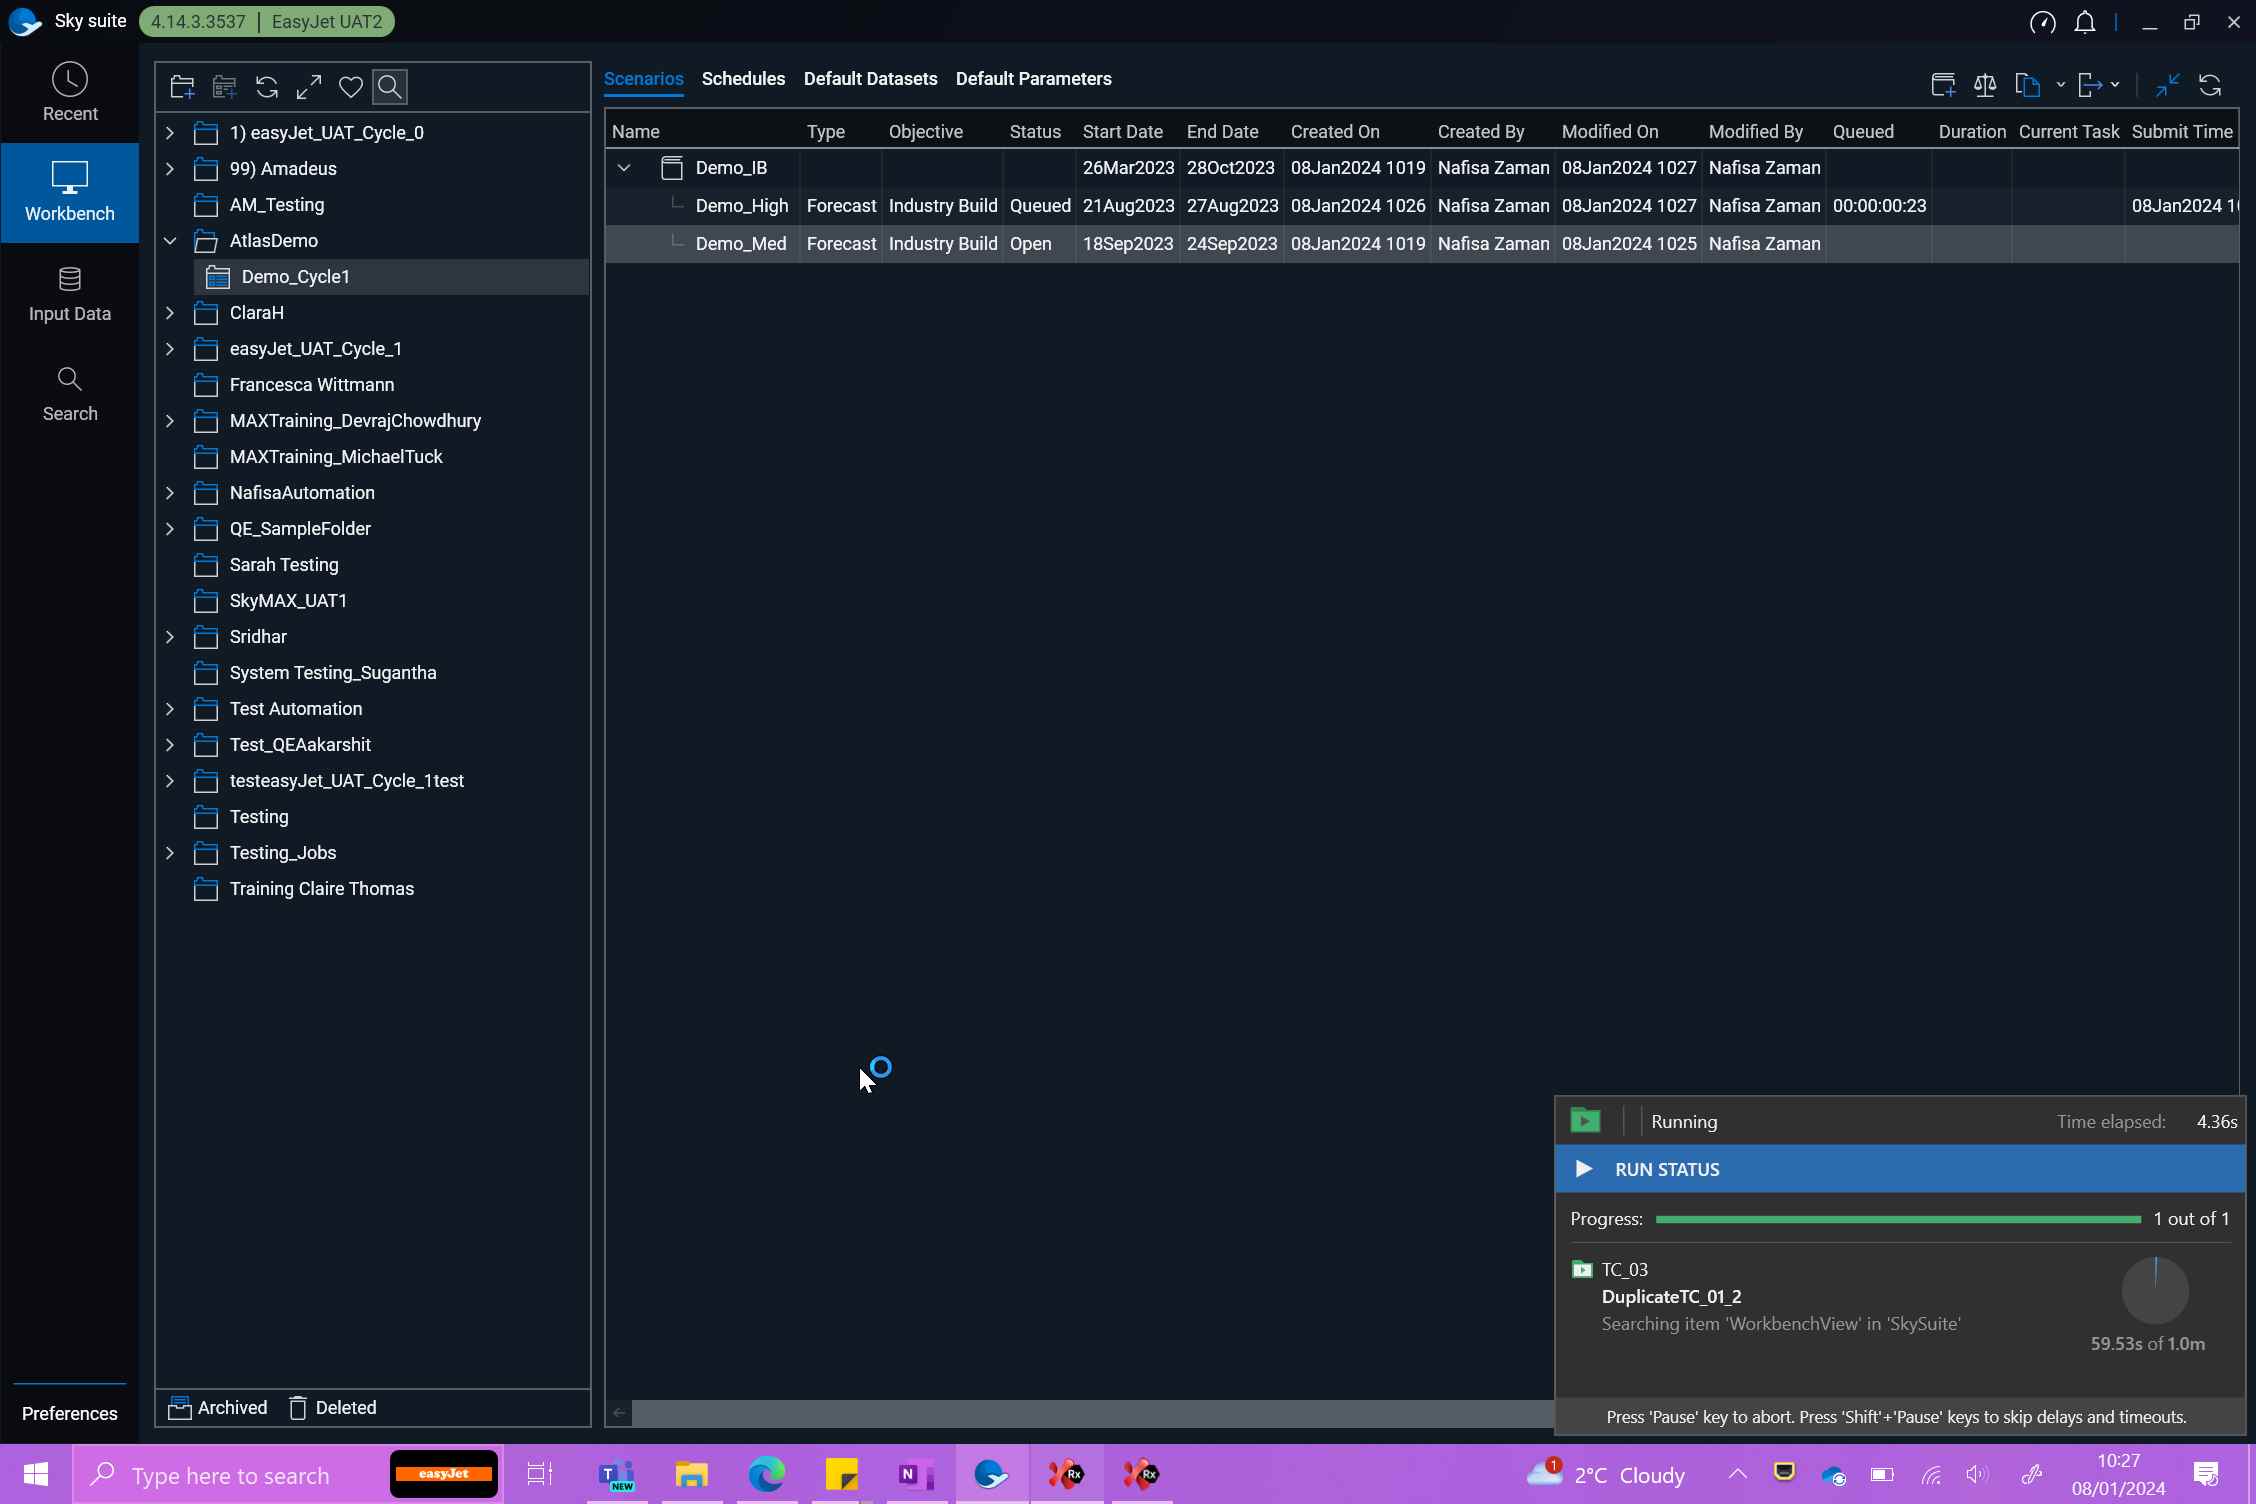 Sky suite 4.14.3.3537 | EasyJet UAT2
Recent
Workbench
Input Data
Search
Preferences
1) easyJet_UAT_Cycle_0
99) Amadeus
AM_Testing
AtlasDemo
Demo_Cycle1
ClaraH
easyJet_UAT_Cycle_1
Francesca Wittmann
MAXTraining_DevrajChowdhury
MAXTraining_MichaelTuck
NafisaAutomation
QE_SampleFolder
Sarah Testing
SkyMAX_UAT1
Sridhar
System Testing_Sugantha
Test Automation
Test_QEAakarshit
testeasyJet_UAT_Cycle_1test
Testing
Testing_Jobs
Training Claire Thomas
Archived Deleted
Scenarios Schedules Default Datasets Default Parameters
Name Type Objective Status Start Date End Date Created On Created By Modified On Modified By Queued Duration Current Task Submit Time
Demo_IB 26Mar2023 28Oct2023 08Jan2024 1019 Nafisa Zaman 08Jan2024 1027 Nafisa Zaman
Demo_High Forecast Industry Build Queued 21Aug2023 27Aug2023 08Jan2024 1026 Nafisa Zaman 08Jan2024 1027 Nafisa Zaman 00:00:00:23 08Jan2024 1
Demo_Med Forecast Industry Build Open 18Sep2023 24Sep2023 08Jan2024 1019 Nafisa Zaman 08Jan2024 1025 Nafisa Zaman
Running Time elapsed: 4.36s
RUN STATUS
Progress: 1 out of 1
TC_03
DuplicateTC_01_2
Searching item 'WorkbenchView' in 'SkySuite'
59.53s of 1.0m
Press 'Pause' key to abort. Press 'Shift'+'Pause' keys to skip delays and timeouts.
Type here to search
easyJet
T
NEW
N
Rx
Rx
1
2°C Cloudy
10:27
08/01/2024